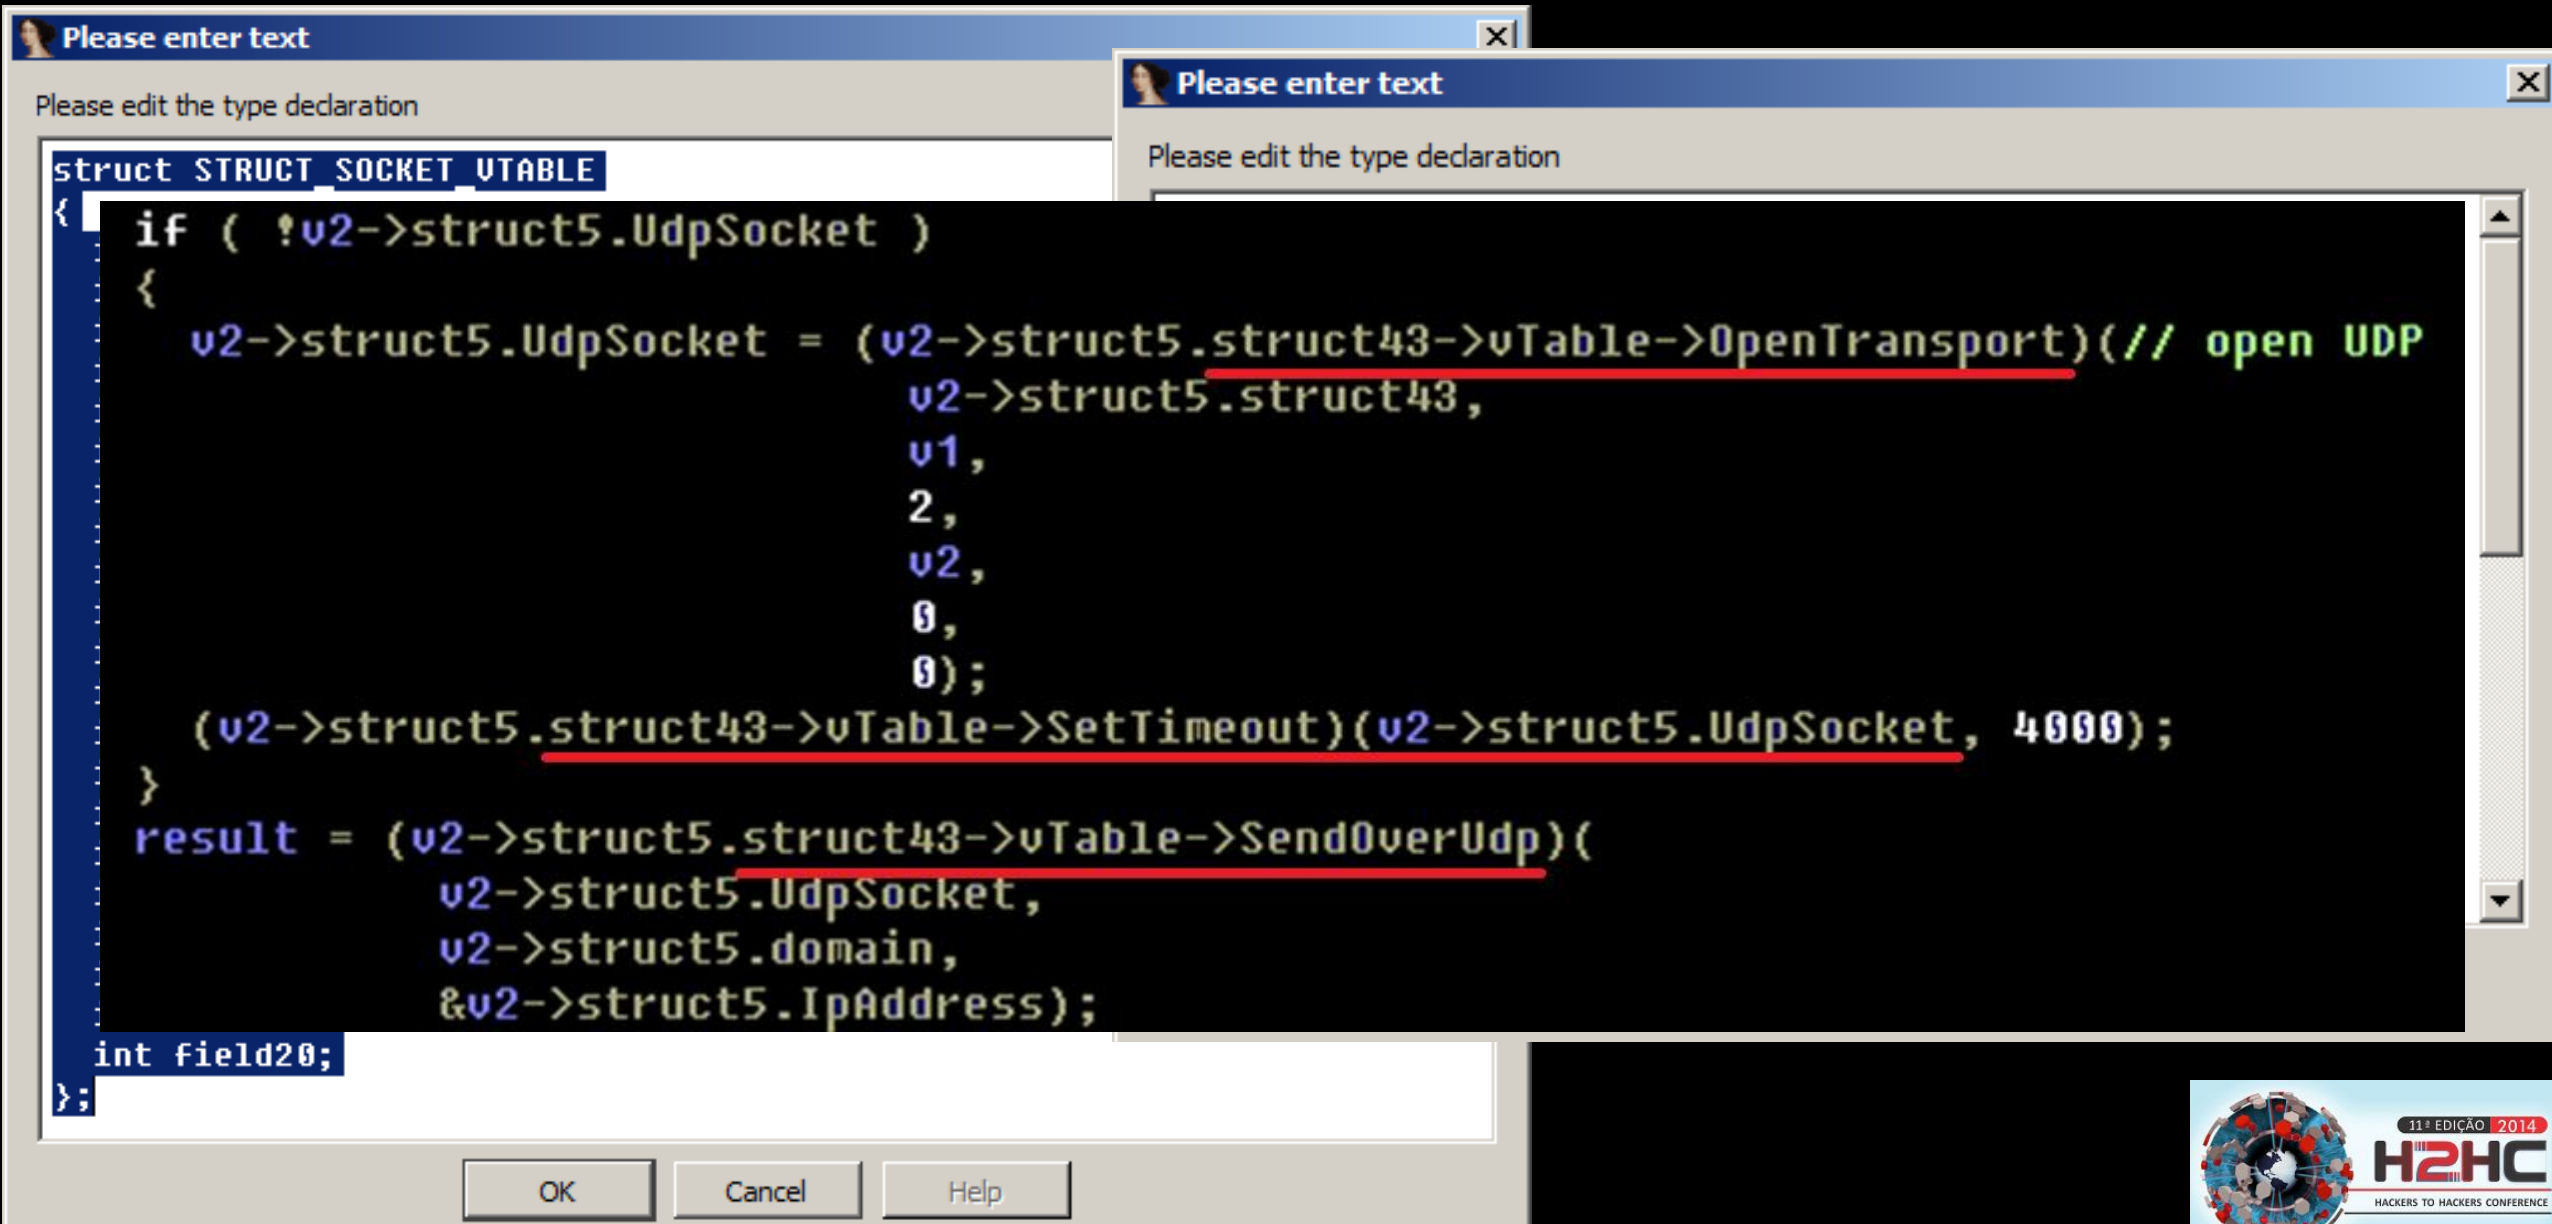 Please enter text
Please edit the type declaration
struct STRUCT_SOCKET_VTABLE
{
Please enter text
Please edit the type declaration
if ( !v2->struct5.UdpSocket )
{
v2->struct5.UdpSocket = (v2->struct5.struct43->vTable->OpenTransport)(// open UDP
v2->struct5.struct43,
v1,
2,
v2,
0,
0);
(v2->struct5.struct43->vTable->SetTimeout)(v2->struct5.UdpSocket, 4000);
}
result = (v2->struct5.struct43->vTable->SendOverUdp)(
v2->struct5.UdpSocket,
v2->struct5.domain,
&v2->struct5.IpAddress);
int field20;
};
OK Cancel Help
11ª EDIÇÃO 2014
H2HC
HACKERS TO HACKERS CONFERENCE